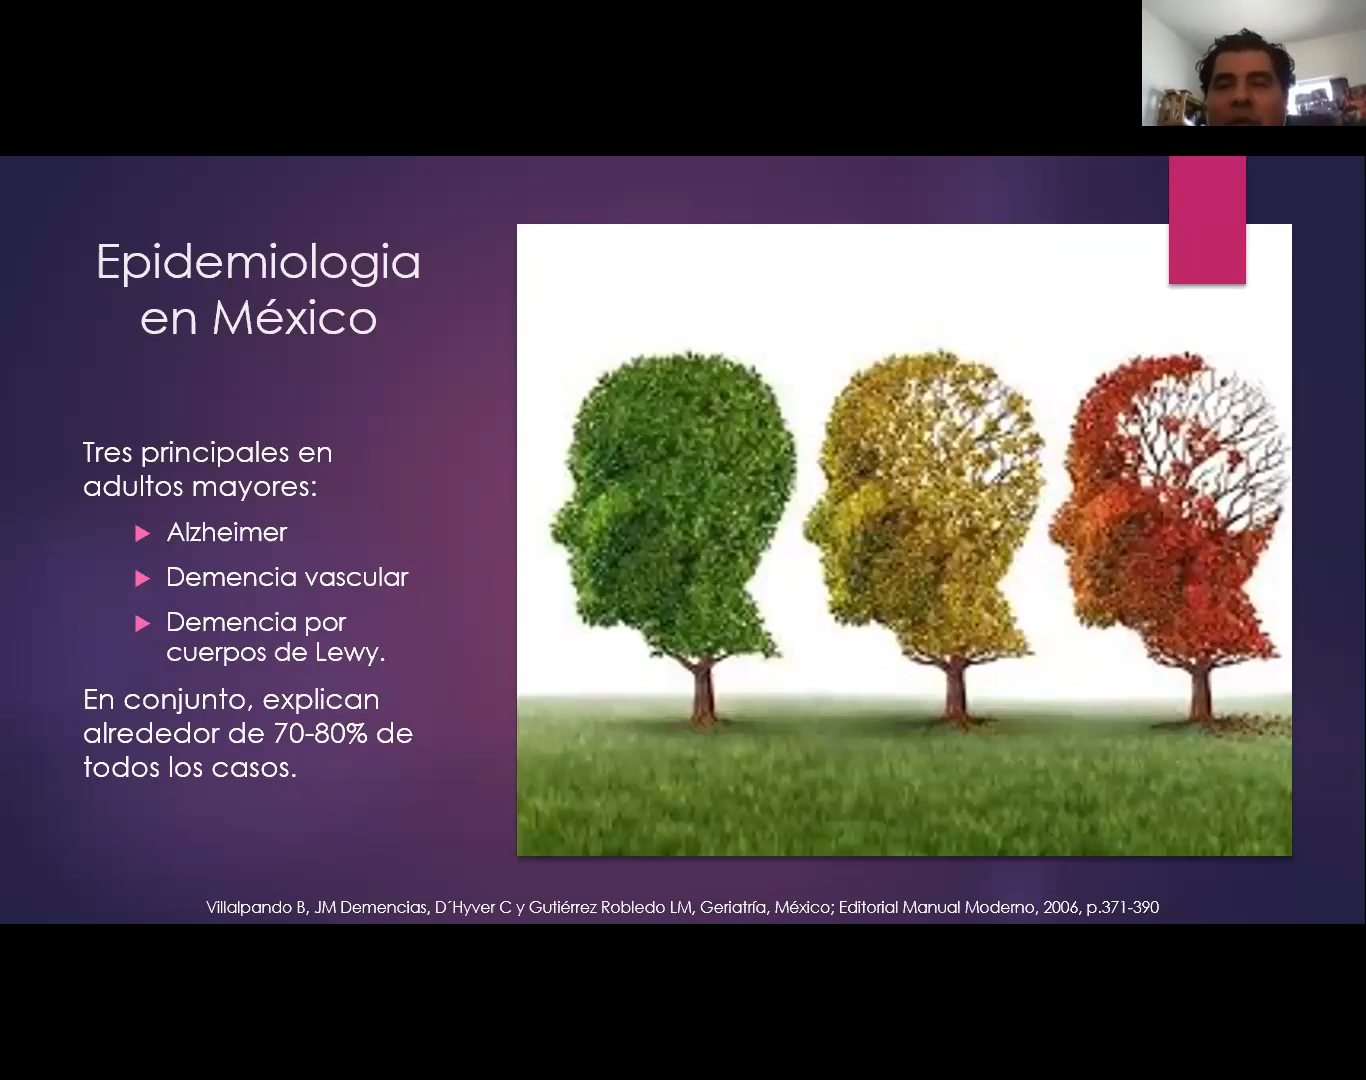 Epidemiologia
en México
Tres principales en
adultos mayores:
Alzheimer
Demencia vascular
Demencia por
cuerpos de Lewy.
En conjunto, explican
alrededor de 70-80% de
todos los casos.
Villalpando B, JM Demencias, D´Hyver C y Gutiérrez Robledo LM, Geriatría, México; Editorial Manual Moderno, 2006, p.371-390